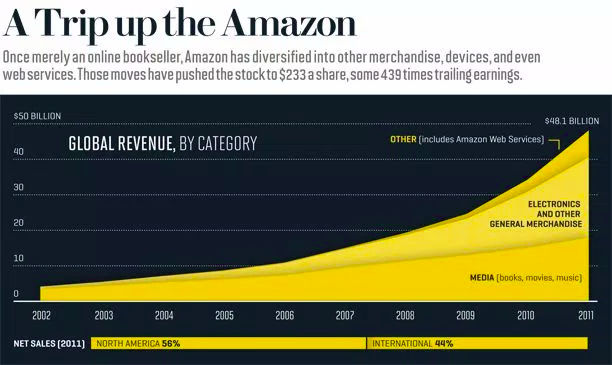 A Trip up the Amazon
Once merely an online bookseller, Amazon has diversified into other merchandise, devices, and even
web services. Those moves have pushed the stock to $233 a share, some 439 times trailing earnings.
$50 BILLION
$48.1 BILLION
GLOBAL REVENUE, BY CATEGORY
OTHER (includes Amazon Web Services)
40
30
20
10
0
ELECTRONICS
AND OTHER
GENERAL MERCHANDISE
MEDIA (books, movies, music)
2002 2003 2004 2005 2006 2007 2008 2009 2010 2011
NET SALES (2011) NORTH AMERICA 56% INTERNATIONAL 44%